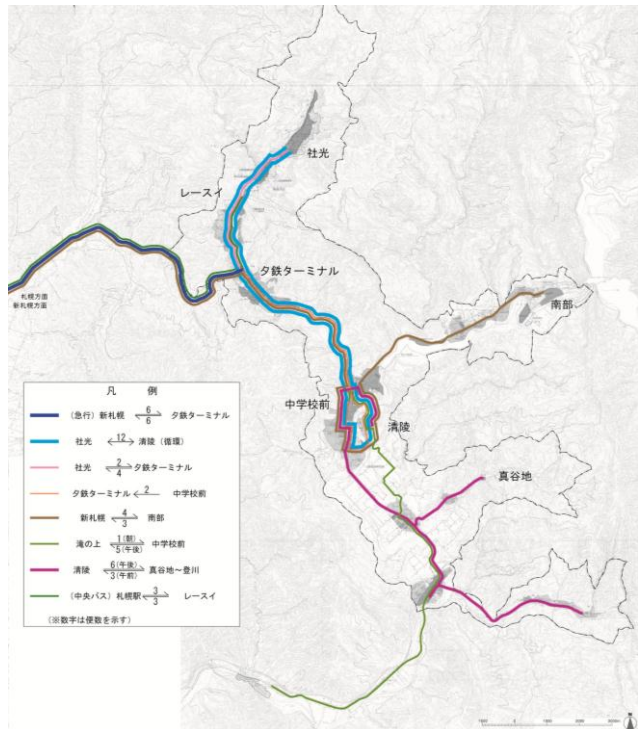 社光
レースイ
夕鉄ターミナル
札幌方面
新札幌方面
南部
中学校前
清陵
真谷地
凡 例
(急行)新札幌 6 6 夕鉄ターミナル
社光 12 清陵(循環)
社光 2 4 夕鉄ターミナル
夕鉄ターミナル 2 中学校前
新札幌 4 3 南部
滝の上 1(朝) 5(午後) 中学校前
清陵 6(午後) 3(午前) 真谷地~登川
(中央バス)札幌駅 3 3 レースイ
(※数字は便数を示す)